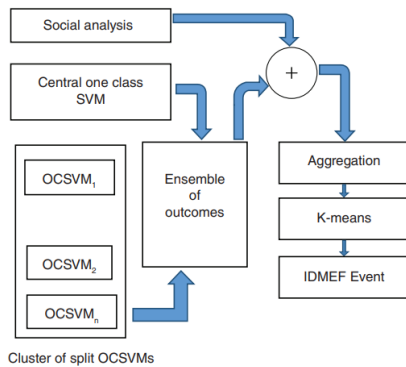 Social analysis
Central one class
SVM
+
Aggregation
Ensemble
of
outcomes
K-means
IDMEF Event
OCSVM1
OCSVM2
OCSVMn
Cluster of split OCSVMs